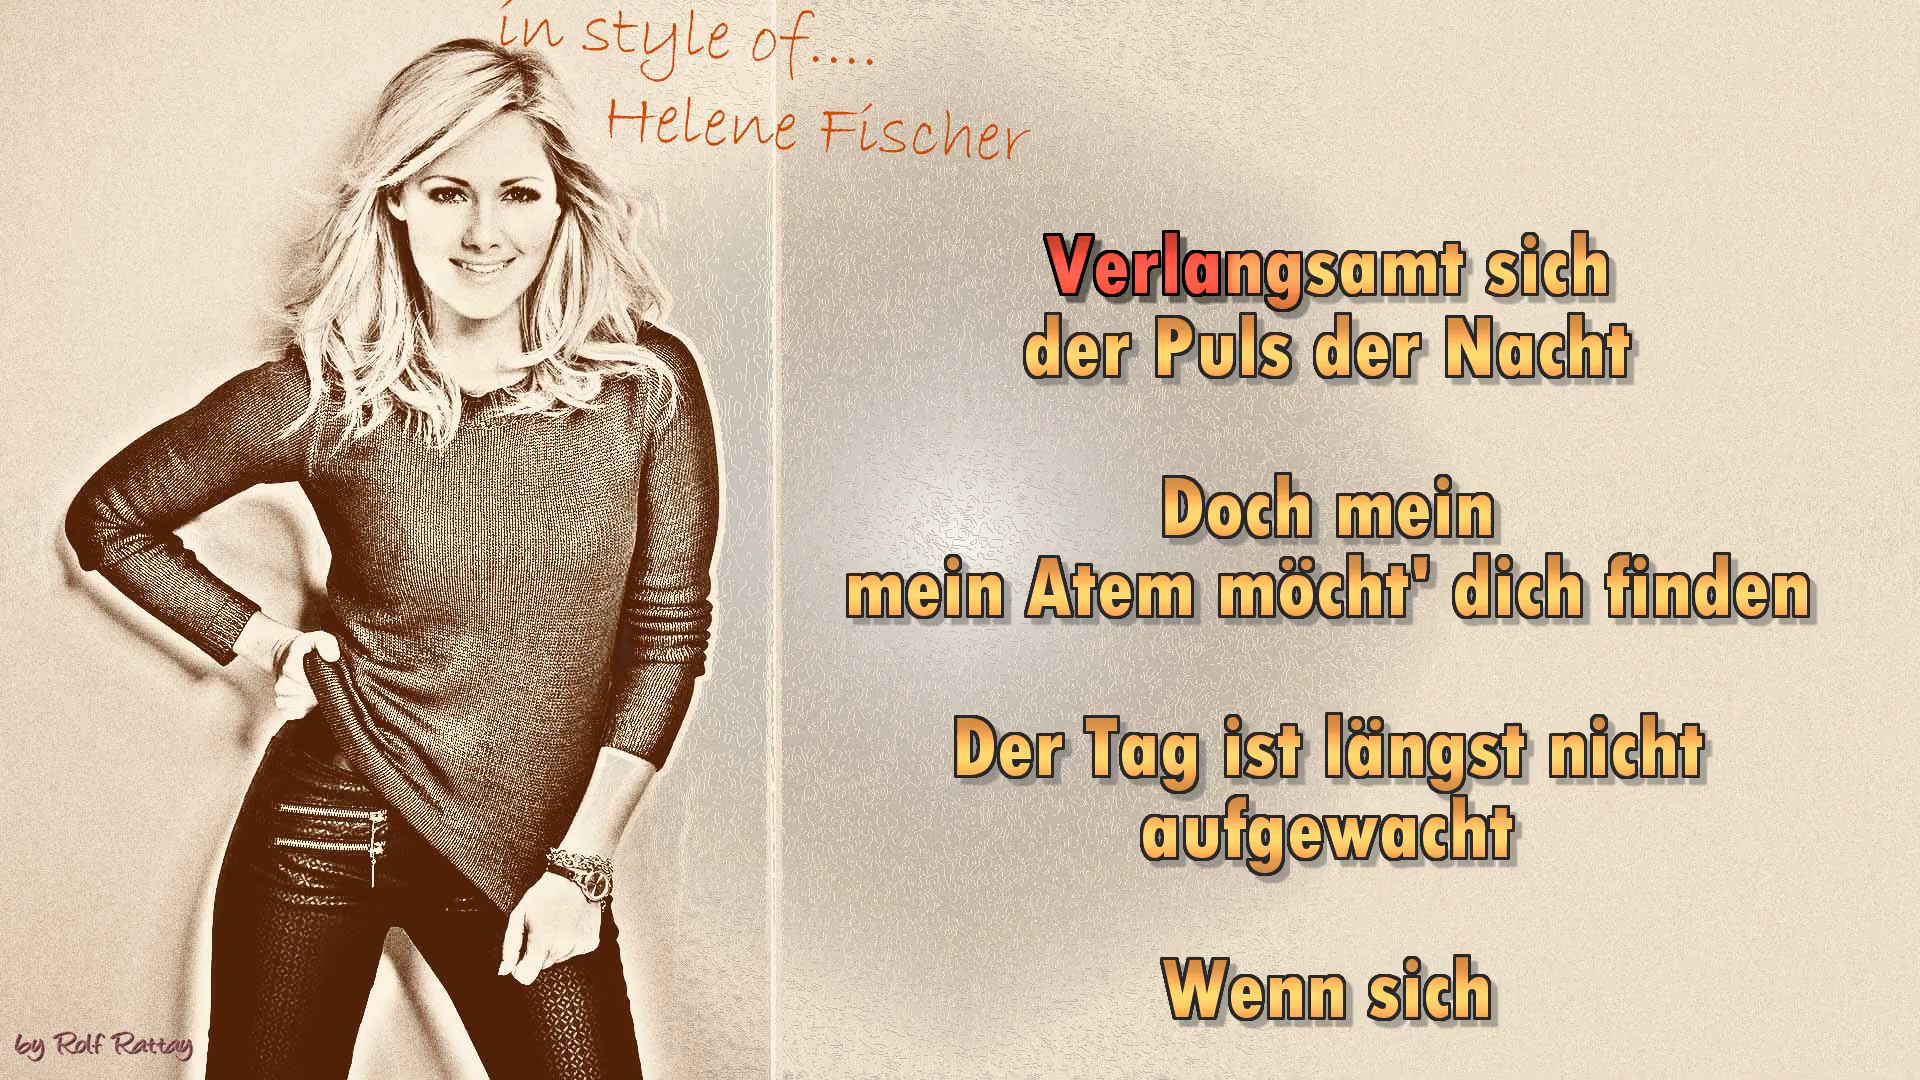 in style of....
Helene Fischer
Verlangsamt sich
der Puls der Nacht
Doch mein
mein Atem möcht' dich finden
Der Tag ist längst nicht
aufgewacht
Wenn sich
by Rolf Rattay